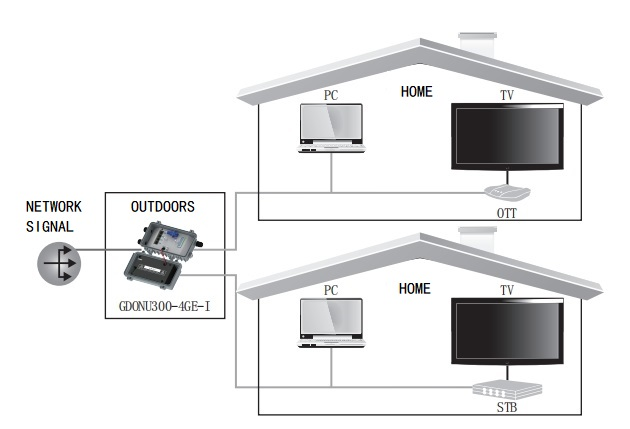 PC
HOME
TV
OTT
NETWORK
SIGNAL
OUTDOORS
GDONU300-4GE-I
PC
HOME
TV
STB